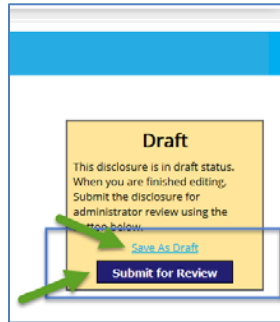 Draft
This disclosure is in draft status.
When you are finished editing,
Submit the disclosure for
administrator review using the
button below.
Save As Draft
Submit for Review